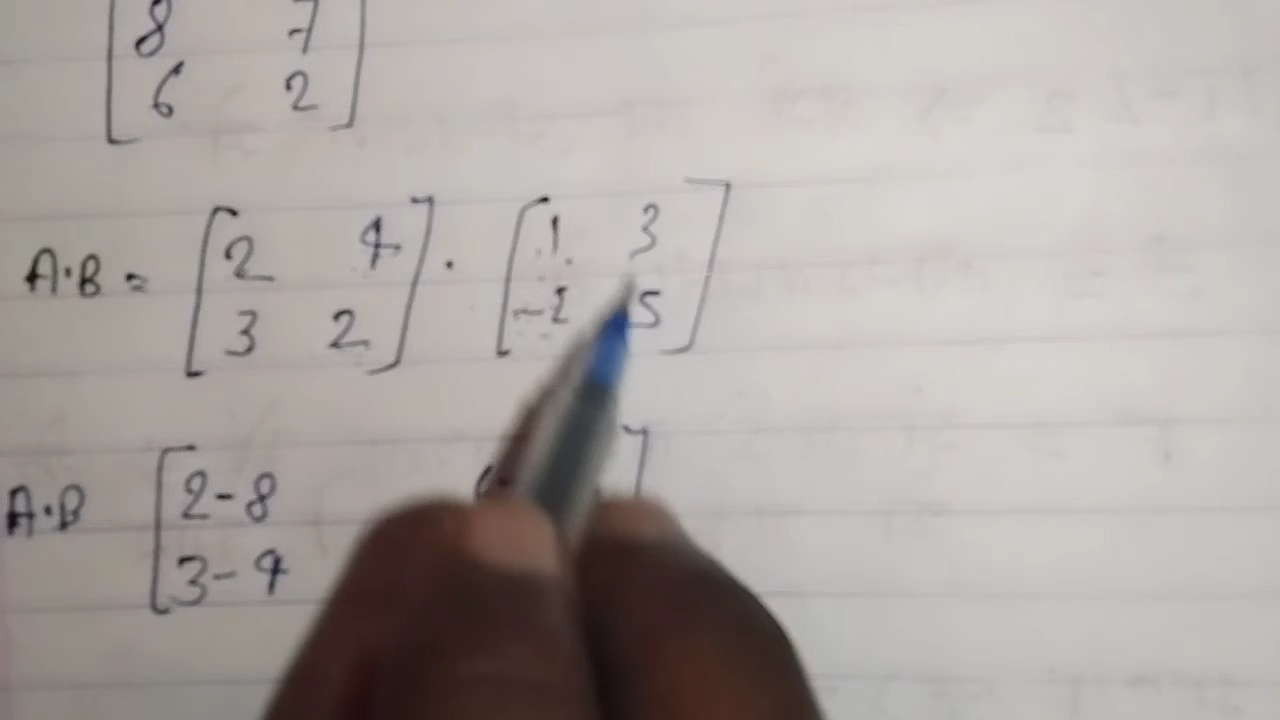 8 7
6 2
A.B = [2 4] . [1 3]
[3 2] [-2 5]
A.B [2-8
3-4